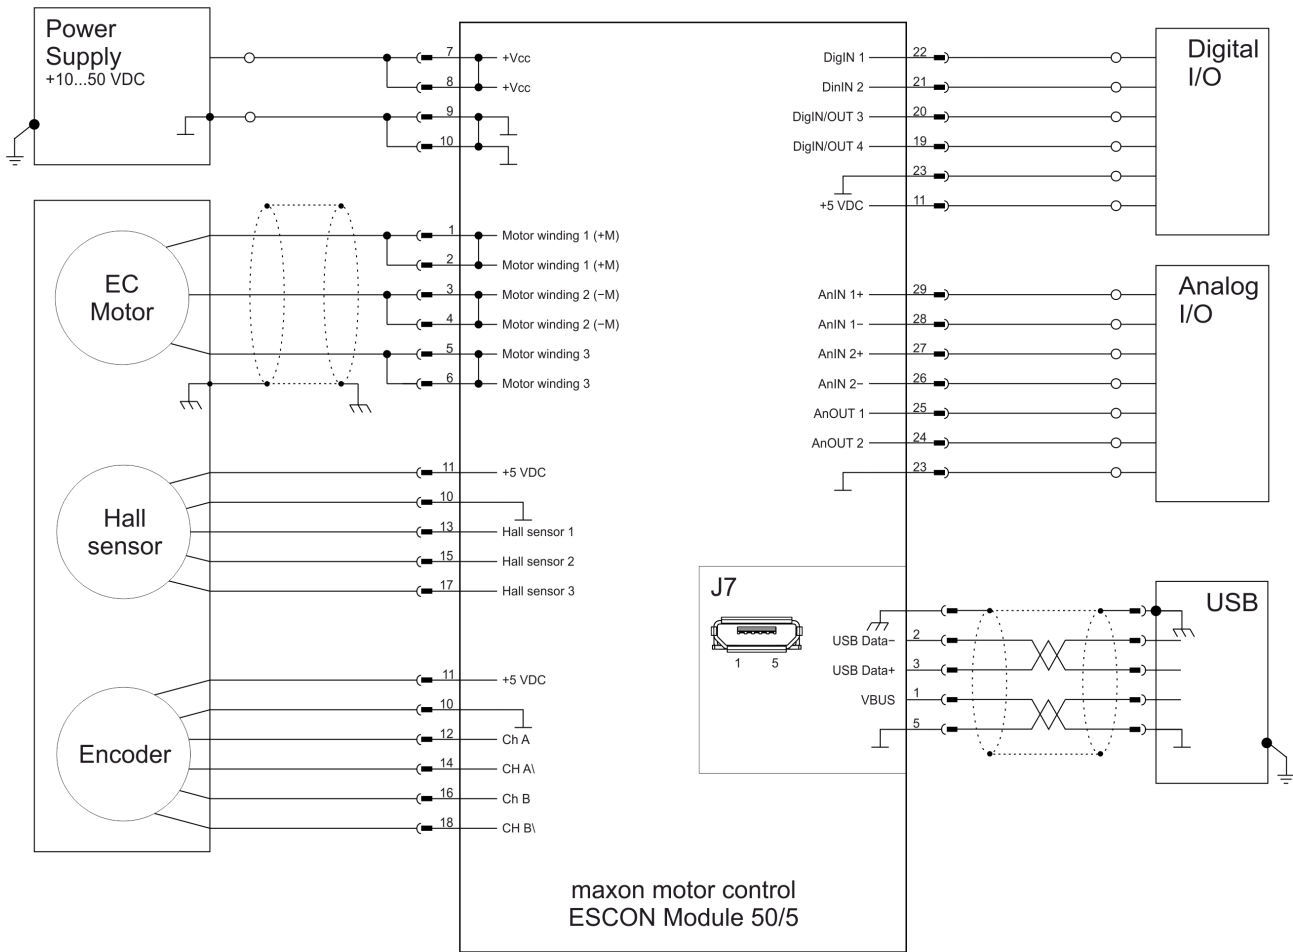 Power
Supply
+10...50 VDC
7
+Vcc
8
+Vcc
9
10
EC
Motor
1
Motor winding 1 (+M)
2
Motor winding 1 (+M)
3
Motor winding 2 (−M)
4
Motor winding 2 (−M)
5
Motor winding 3
6
Motor winding 3
Hall
sensor
11
+5 VDC
10
13
Hall sensor 1
15
Hall sensor 2
17
Hall sensor 3
Encoder
11
+5 VDC
10
12
Ch A
14
CH A\
16
Ch B
18
CH B\
DigIN 1
22
DinIN 2
21
DigIN/OUT 3
20
DigIN/OUT 4
19
23
+5 VDC
11
Digital
I/O
AnIN 1+
29
AnIN 1−
28
AnIN 2+
27
AnIN 2−
26
AnOUT 1
25
AnOUT 2
24
23
Analog
I/O
J7
1 5
USB Data−
2
USB Data+
3
VBUS
1
5
USB
maxon motor control
ESCON Module 50/5